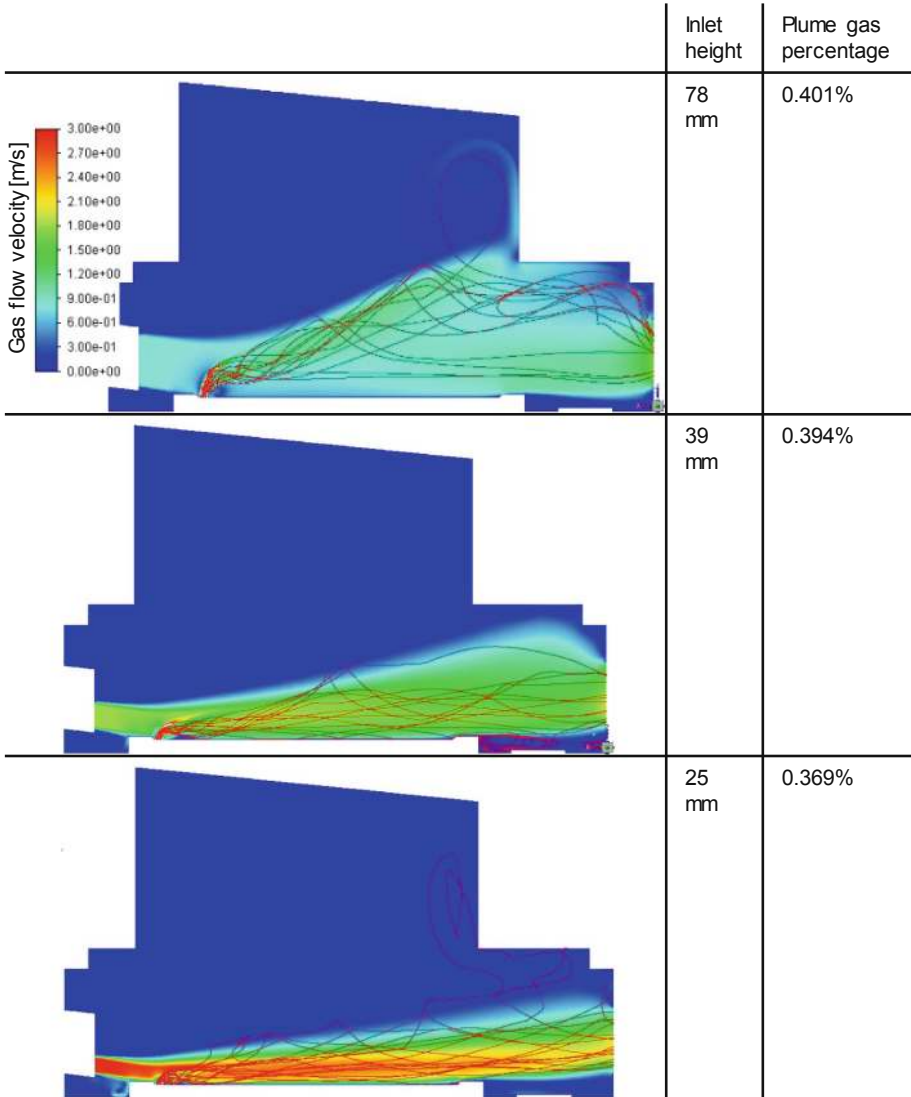 Inlet height
Plume gas percentage
Gas flow velocity [m/s]
3.00e+00
2.70e+00
2.40e+00
2.10e+00
1.80e+00
1.50e+00
1.20e+00
9.00e-01
6.00e-01
3.00e-01
0.00e+00
78 mm
0.401%
39 mm
0.394%
25 mm
0.369%